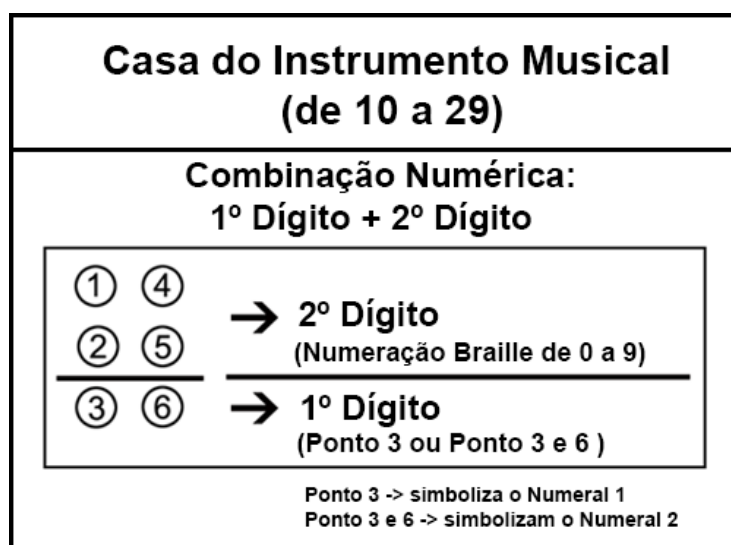 Casa do Instrumento Musical
(de 10 a 29)
Combinação Numérica:
1º Dígito + 2º Dígito
1 4
2 5
→ 2º Dígito
(Numeração Braille de 0 a 9)
3 6
→ 1º Dígito
(Ponto 3 ou Ponto 3 e 6 )
Ponto 3 -> simboliza o Numeral 1
Ponto 3 e 6 -> simbolizam o Numeral 2